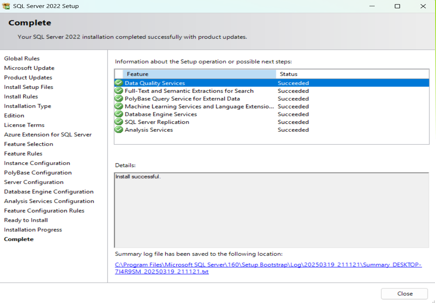 SQL Server 2022 Setup
Complete
Your SQL Server 2022 installation completed successfully with product updates.
Global Rules
Microsoft Update
Product Updates
Install Setup Files
Install Rules
Installation Type
Edition
License Terms
Azure Extension for SQL Server
Feature Selection
Feature Rules
Instance Configuration
PolyBase Configuration
Server Configuration
Database Engine Configuration
Analysis Services Configuration
Feature Configuration Rules
Ready to Install
Installation Progress
Complete
Information about the Setup operation or possible next steps:
Feature Status
Data Quality Services Succeeded
Full-Text and Semantic Extractions for Search Succeeded
PolyBase Query Service for External Data Succeeded
Machine Learning Services and Language Extensio... Succeeded
Database Engine Services Succeeded
SQL Server Replication Succeeded
Analysis Services Succeeded
Details:
Install successful.
Summary log file has been saved to the following location:
C:\Program Files\Microsoft SQL Server\160\Setup Bootstrap\Log\20250319_211121\Summary_DESKTOP-
7I4R9SM_20250319_211121.txt
Close